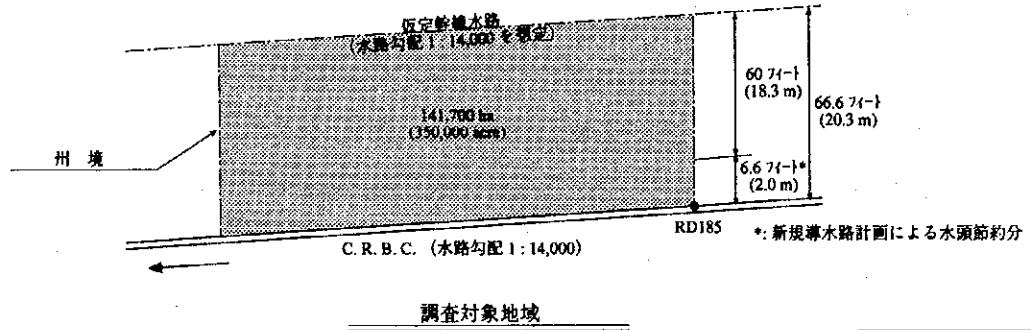 仮定幹線水路
(水路勾配 1 : 14,000 を想定)
60 フィート
(18.3 m)
66.6 フィート
(20.3 m)
141,700 ha
(350,000 acre)
州 境
6.6 フィート*
(2.0 m)
RD185
*: 新規導水路計画による水頭節約分
C. R. B. C. (水路勾配 1 : 14,000)
調査対象地域